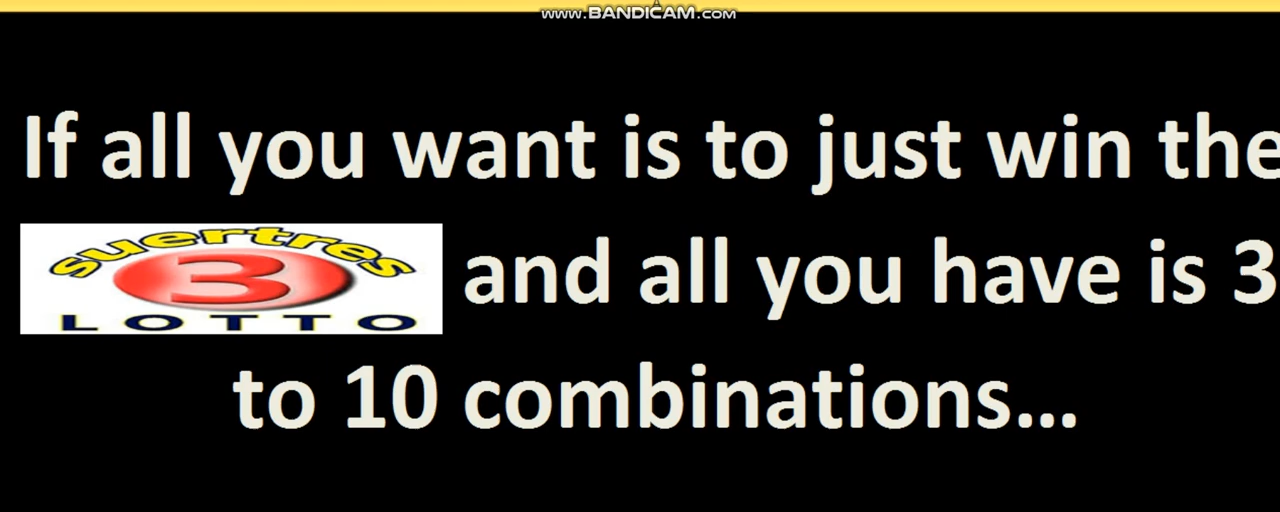 www.BANDICAM.com
If all you want is to just win the
suertres
3
LOTTO
and all you have is 3
to 10 combinations...